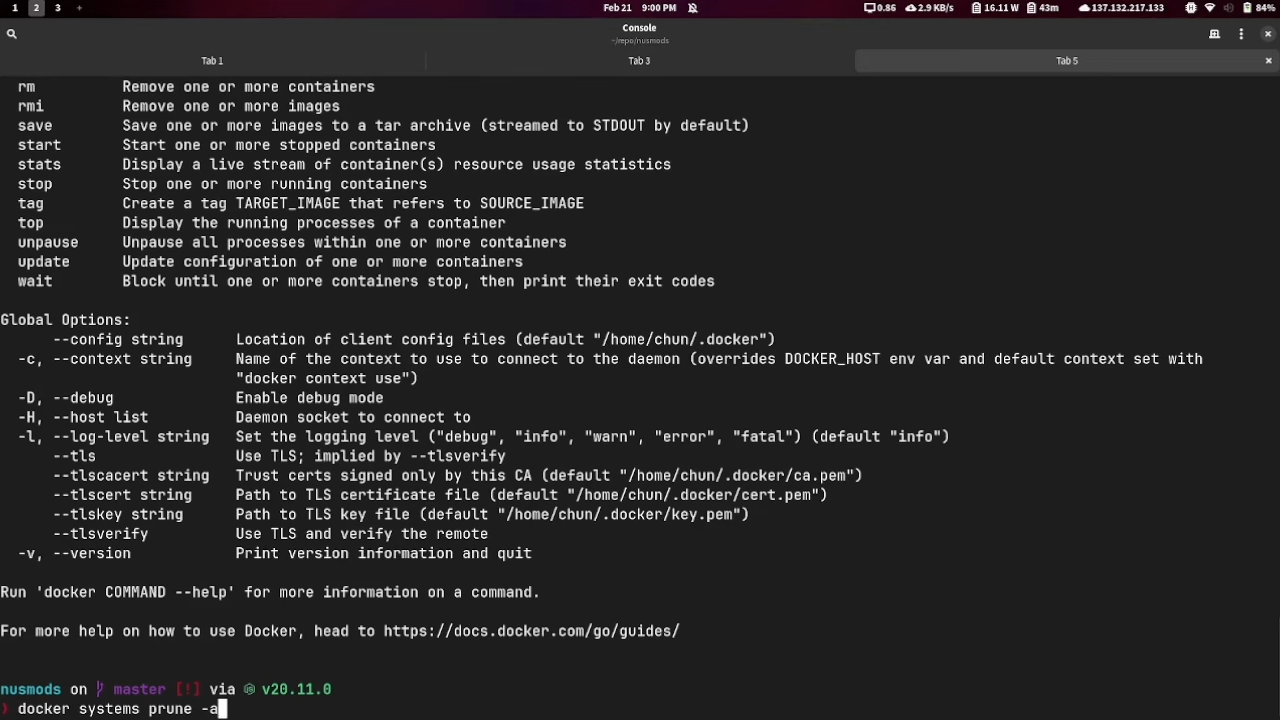 1 2 3 Feb 21 9:00 PM 0.86 2.9 KB/s 16.11 W 43m 137.132.217.133 84%
Console
~/repo/nusmods
Tab 1 Tab 3 Tab 5
rm Remove one or more containers
rmi Remove one or more images
save Save one or more images to a tar archive (streamed to STDOUT by default)
start Start one or more stopped containers
stats Display a live stream of container(s) resource usage statistics
stop Stop one or more running containers
tag Create a tag TARGET_IMAGE that refers to SOURCE_IMAGE
top Display the running processes of a container
unpause Unpause all processes within one or more containers
update Update configuration of one or more containers
wait Block until one or more containers stop, then print their exit codes
Global Options:
--config string Location of client config files (default "/home/chun/.docker")
-c, --context string Name of the context to use to connect to the daemon (overrides DOCKER_HOST env var and default context set with
"docker context use")
-D, --debug Enable debug mode
-H, --host list Daemon socket to connect to
-l, --log-level string Set the logging level ("debug", "info", "warn", "error", "fatal") (default "info")
--tls Use TLS; implied by --tlsverify
--tlscacert string Trust certs signed only by this CA (default "/home/chun/.docker/ca.pem")
--tlscert string Path to TLS certificate file (default "/home/chun/.docker/cert.pem")
--tlskey string Path to TLS key file (default "/home/chun/.docker/key.pem")
--tlsverify Use TLS and verify the remote
-v, --version Print version information and quit
Run 'docker COMMAND --help' for more information on a command.
For more help on how to use Docker, head to https://docs.docker.com/go/guides/
nusmods on master [!] via v20.11.0
) docker systems prune -a